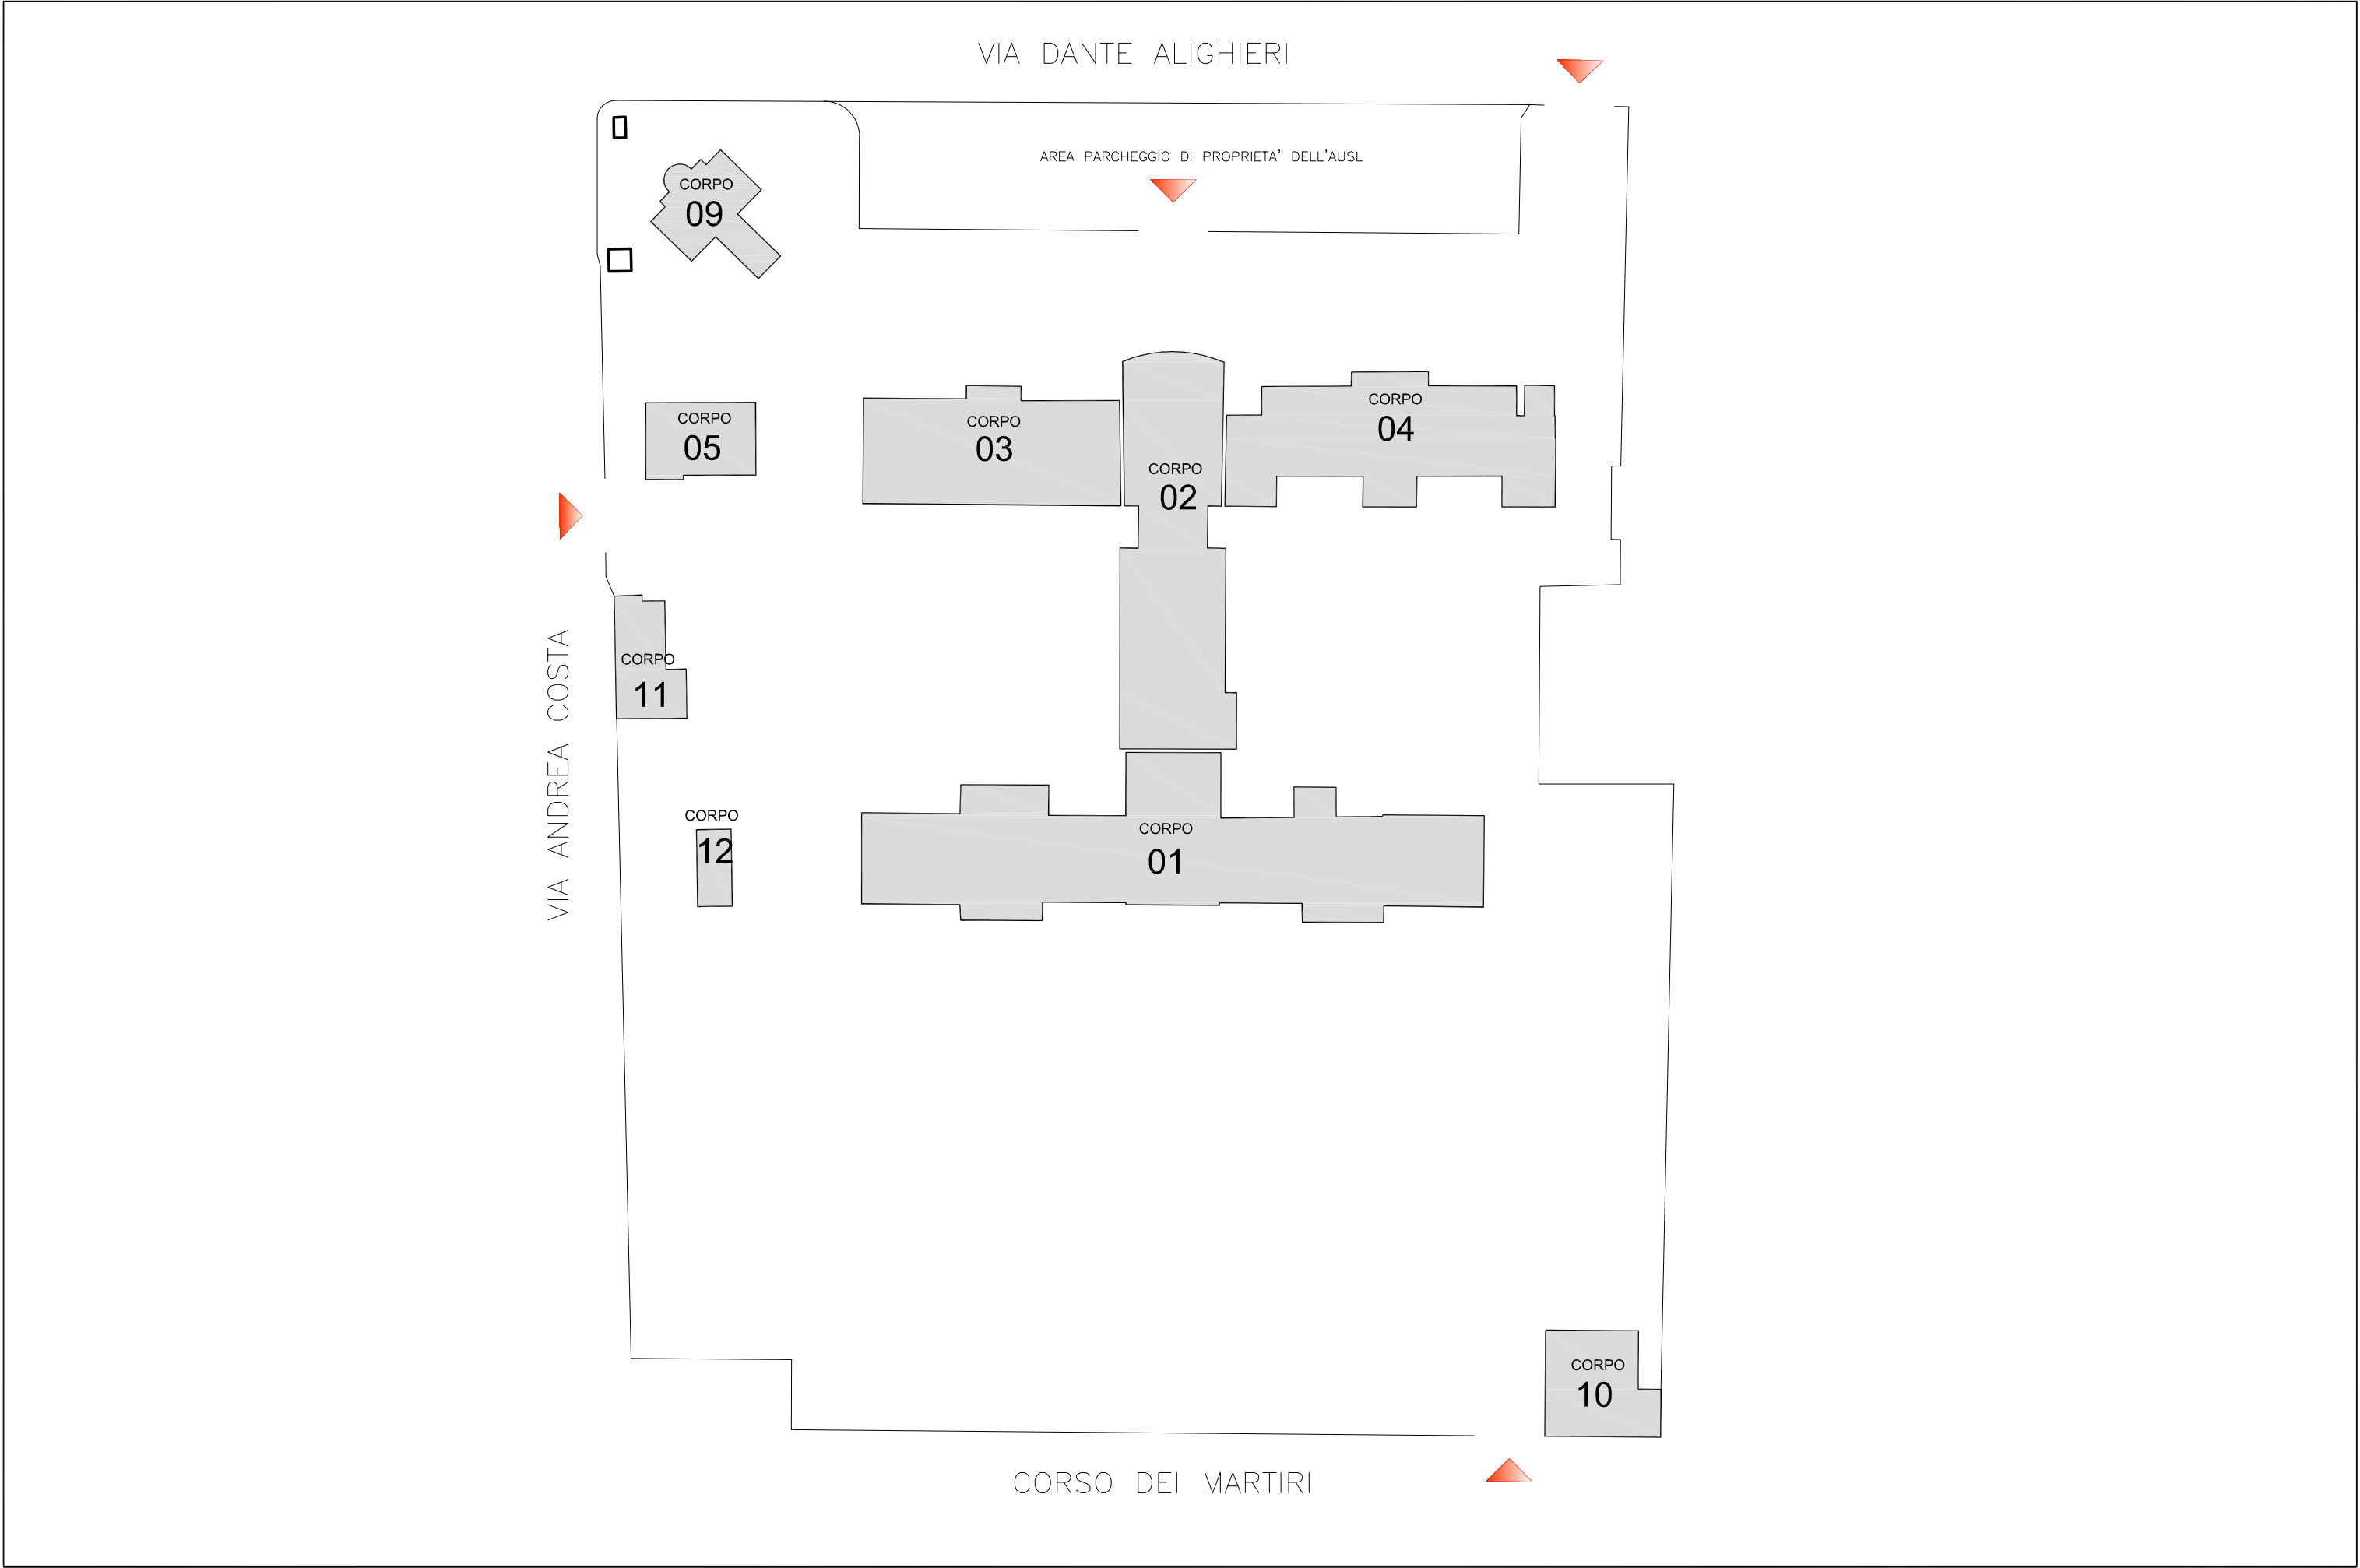 VIA DANTE ALIGHIERI
AREA PARCHEGGIO DI PROPRIETA' DELL'AUSL
CORPO
09
CORPO
05
CORPO
03
CORPO
02
CORPO
04
VIA ANDREA COSTA
CORPO
11
CORPO
12
CORPO
01
CORPO
10
CORSO DEI MARTIRI